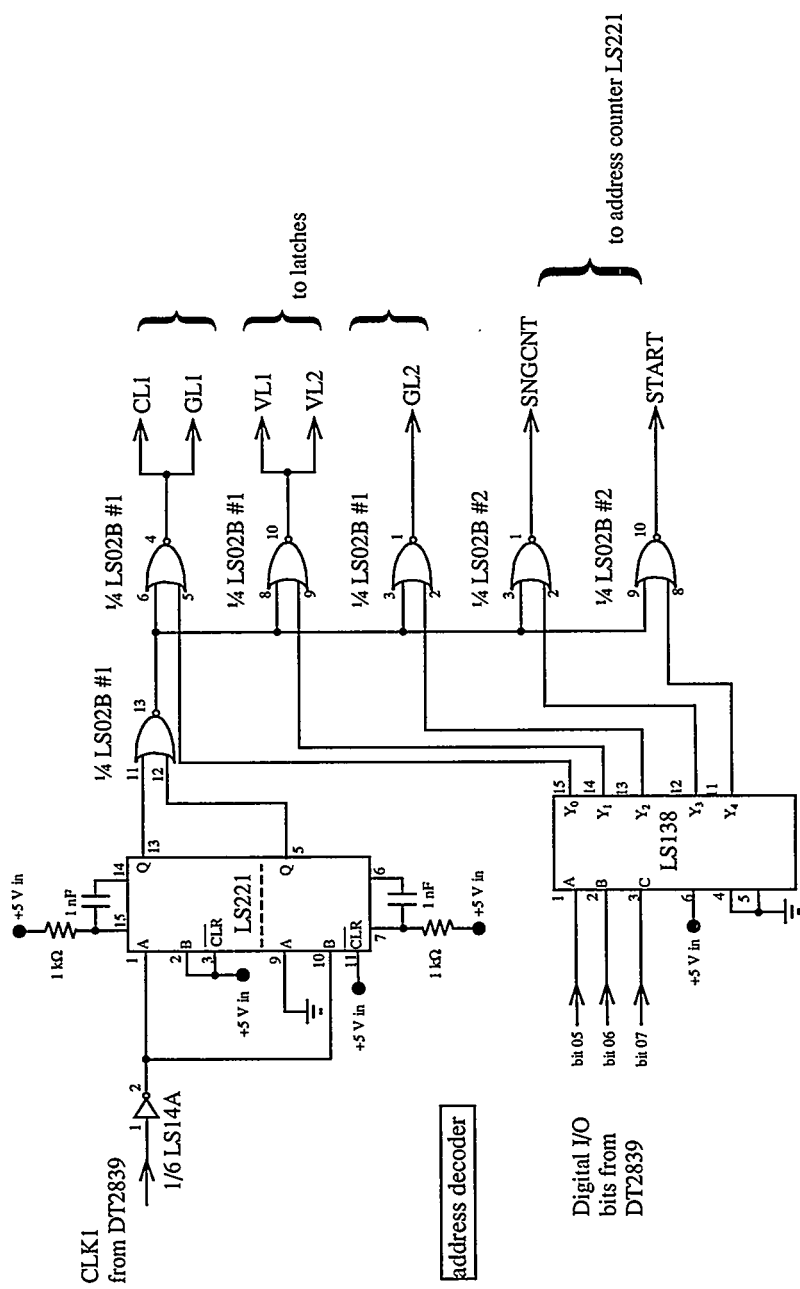 CLK1
from DT2839
1
2
1/6 LS14A
+5 V in
1 kΩ
1 nF
15
14
1
A
2
B
3
CLR
+5 V in
LS221
Q
13
9
A
10
B
11
CLR
+5 V in
Q
5
7
6
1 nF
1 kΩ
+5 V in
¼ LS02B #1
11
12
13
¼ LS02B #1
6
5
4
CL1
GL1
¼ LS02B #1
8
9
10
VL1
VL2
to latches
¼ LS02B #1
3
2
1
GL2
¼ LS02B #2
3
2
1
SNGCNT
¼ LS02B #2
9
8
10
START
to address counter LS221
address decoder
Digital I/O
bits from
DT2839
bit 05
bit 06
bit 07
1
A
2
B
3
C
+5 V in
6
4
5
LS138
Y0
15
Y1
14
Y2
13
Y3
12
Y4
11